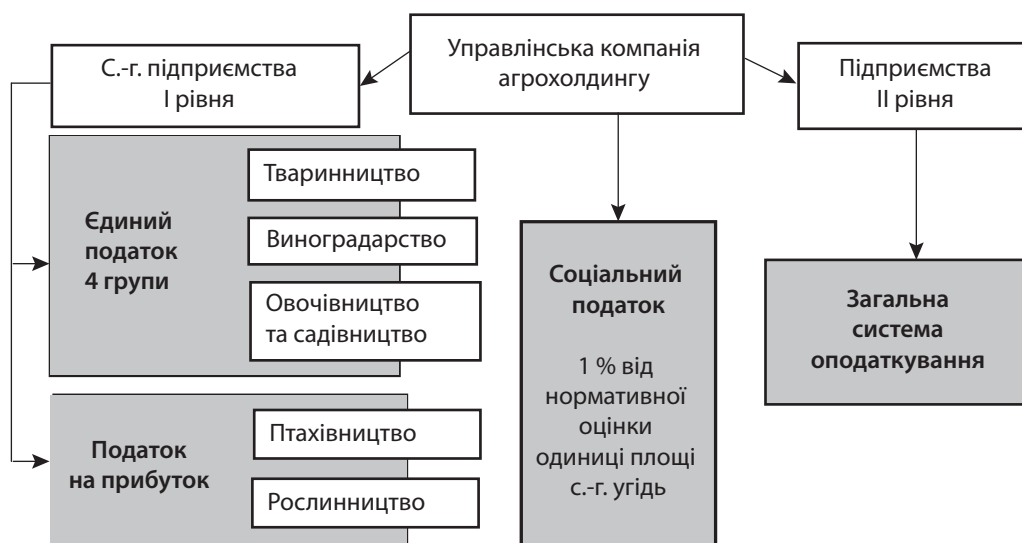 Управлінська компанія
агрохолдингу
С.-г. підприємства
I рівня
Підприємства
II рівня
Єдиний
податок
4 групи
Тваринництво
Виноградарство
Овочівництво
та садівництво
Податок
на прибуток
Птахівництво
Рослинництво
Соціальний
податок
1 % від
нормативної
оцінки
одиниці площі
с.-г. угідь
Загальна
система
оподаткування